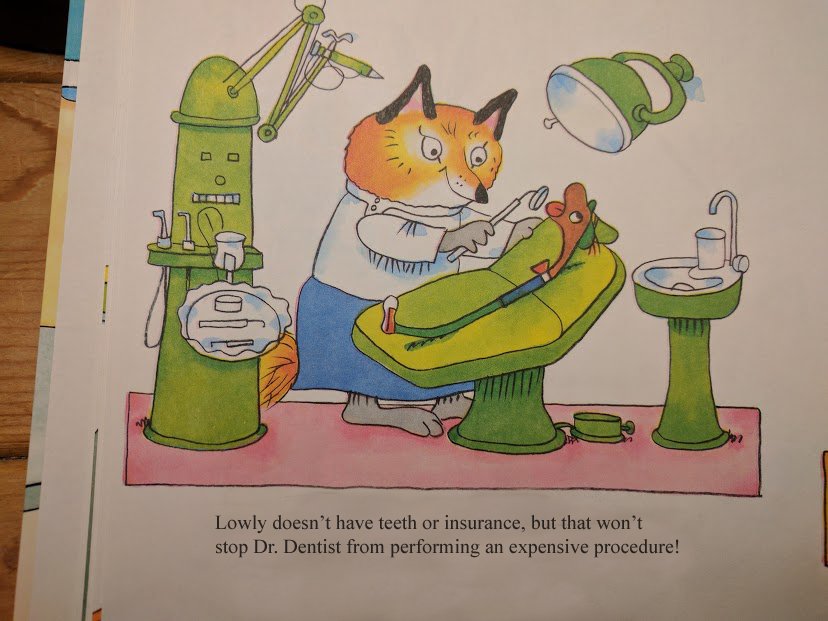 Lowly doesn’t have teeth or insurance, but that won’t
stop Dr. Dentist from performing an expensive procedure!